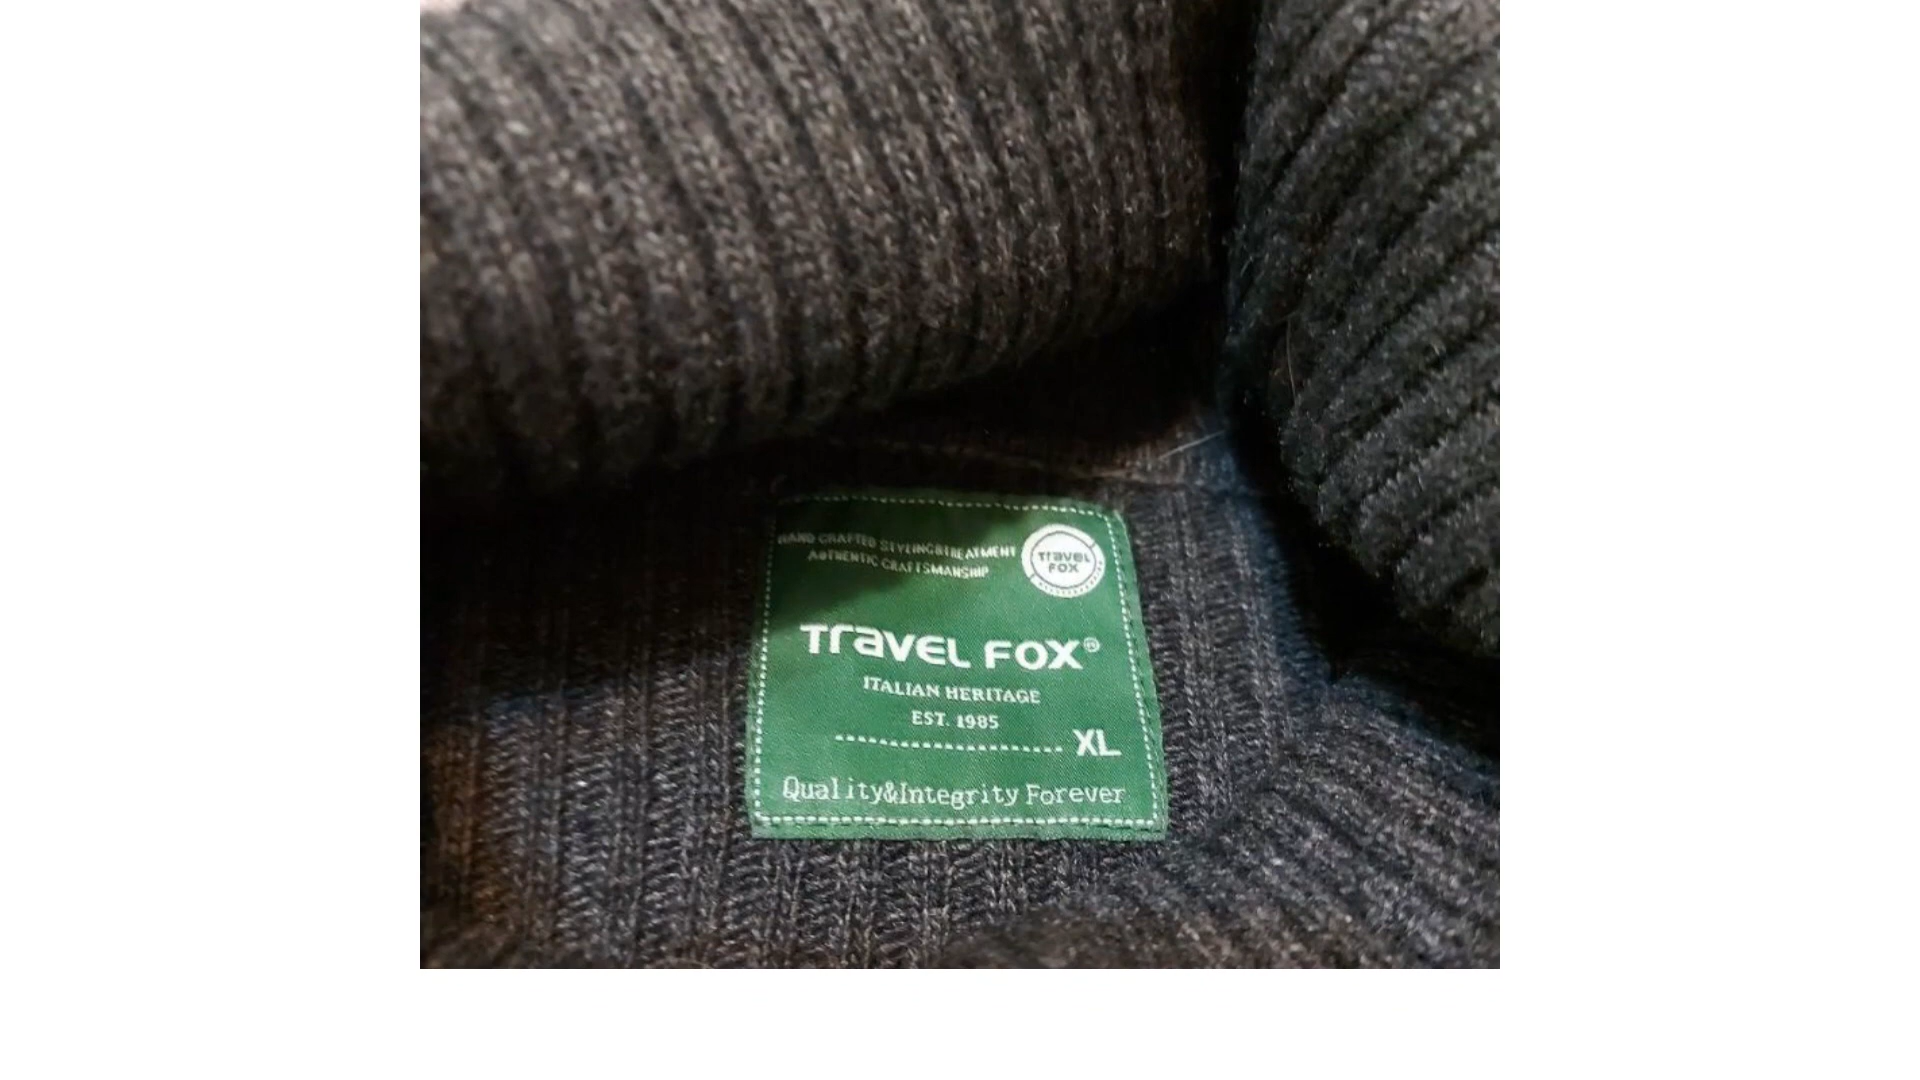 HAND CRAFTED STYLING&TREATMENT
AUTHENTIC CRAFTSMANSHIP
Travel
FOX
Travel FOX®
ITALIAN HERITAGE
EST. 1985
XL
Quality&Integrity Forever